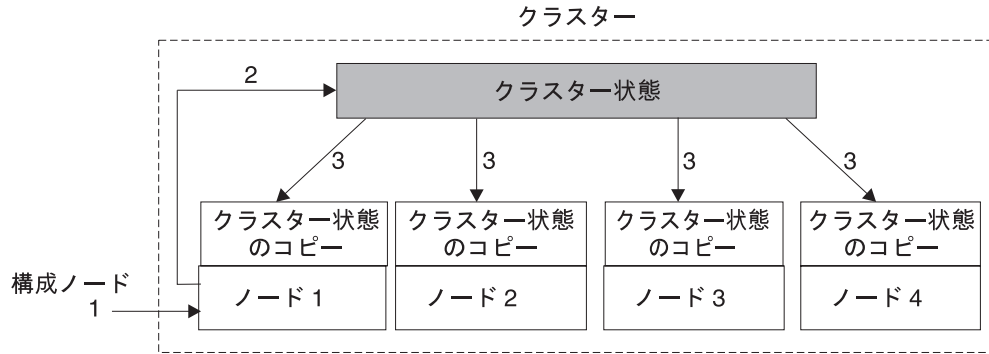 クラスター
2
クラスター状態
3
3
3
3
クラスター状態
のコピー
クラスター状態
のコピー
クラスター状態
のコピー
クラスター状態
のコピー
構成ノード
1
ノード 1
ノード 2
ノード 3
ノード 4